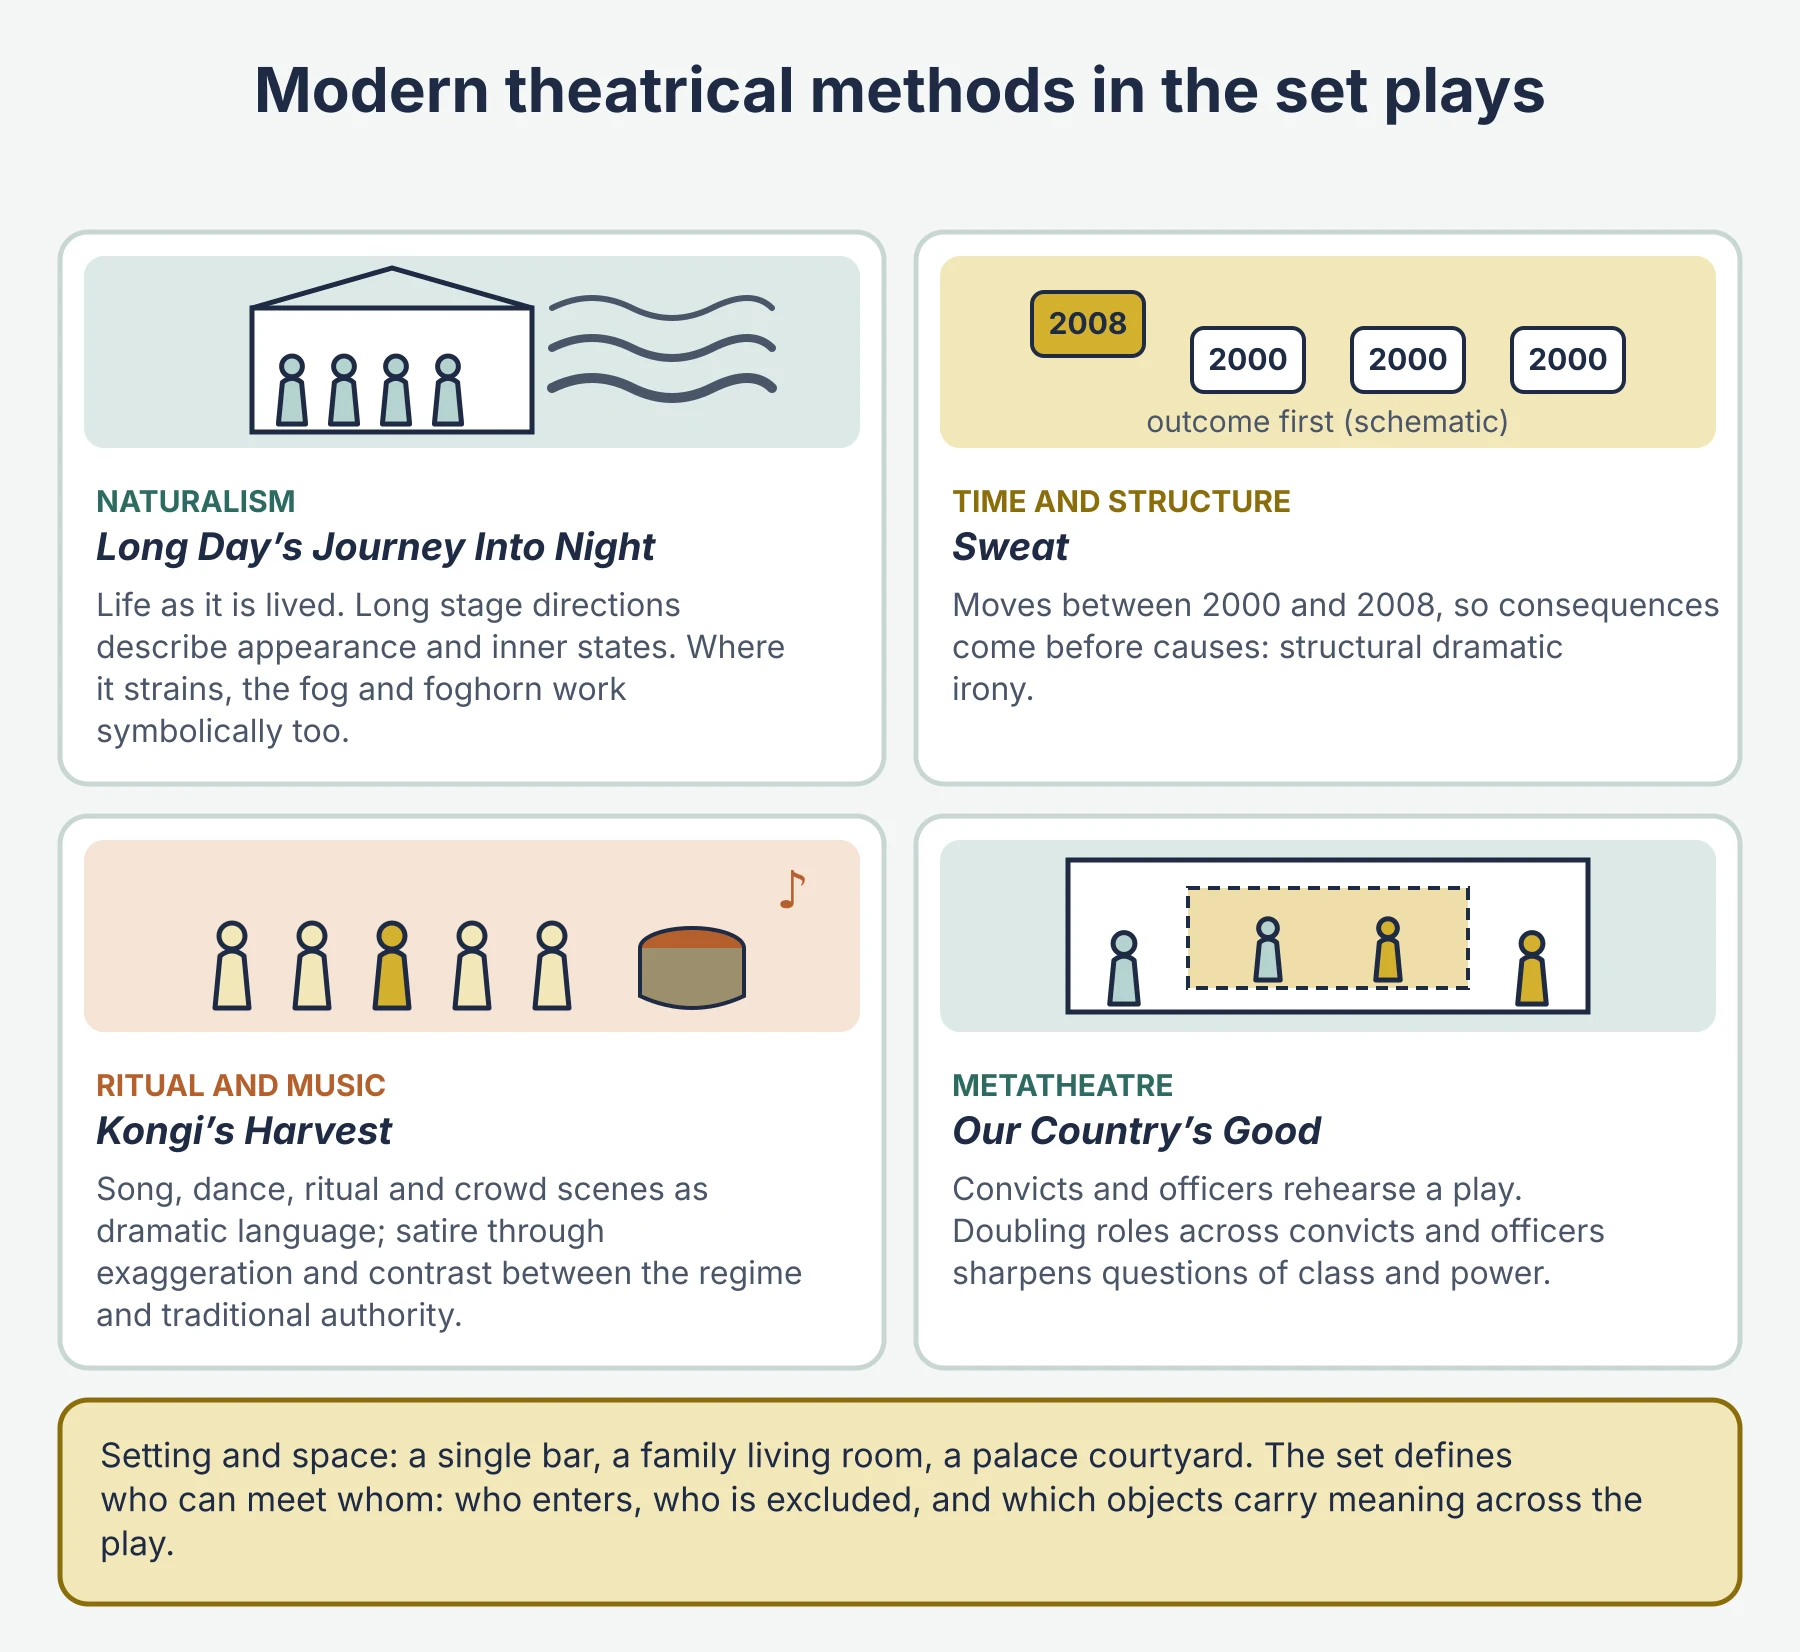 Modern theatrical methods in the set plays
NATURALISM
Long Day’s Journey Into Night
Life as it is lived. Long stage directions
describe appearance and inner states. Where
it strains, the fog and foghorn work
symbolically too.
2008
2000
2000
2000
outcome first (schematic)
TIME AND STRUCTURE
Sweat
Moves between 2000 and 2008, so consequences
come before causes: structural dramatic
irony.
♪
RITUAL AND MUSIC
Kongi’s Harvest
Song, dance, ritual and crowd scenes as
dramatic language; satire through
exaggeration and contrast between the regime
and traditional authority.
METATHEATRE
Our Country’s Good
Convicts and officers rehearse a play.
Doubling roles across convicts and officers
sharpens questions of class and power.
Setting and space: a single bar, a family living room, a palace courtyard. The set defines
who can meet whom: who enters, who is excluded, and which objects carry meaning across the
play.